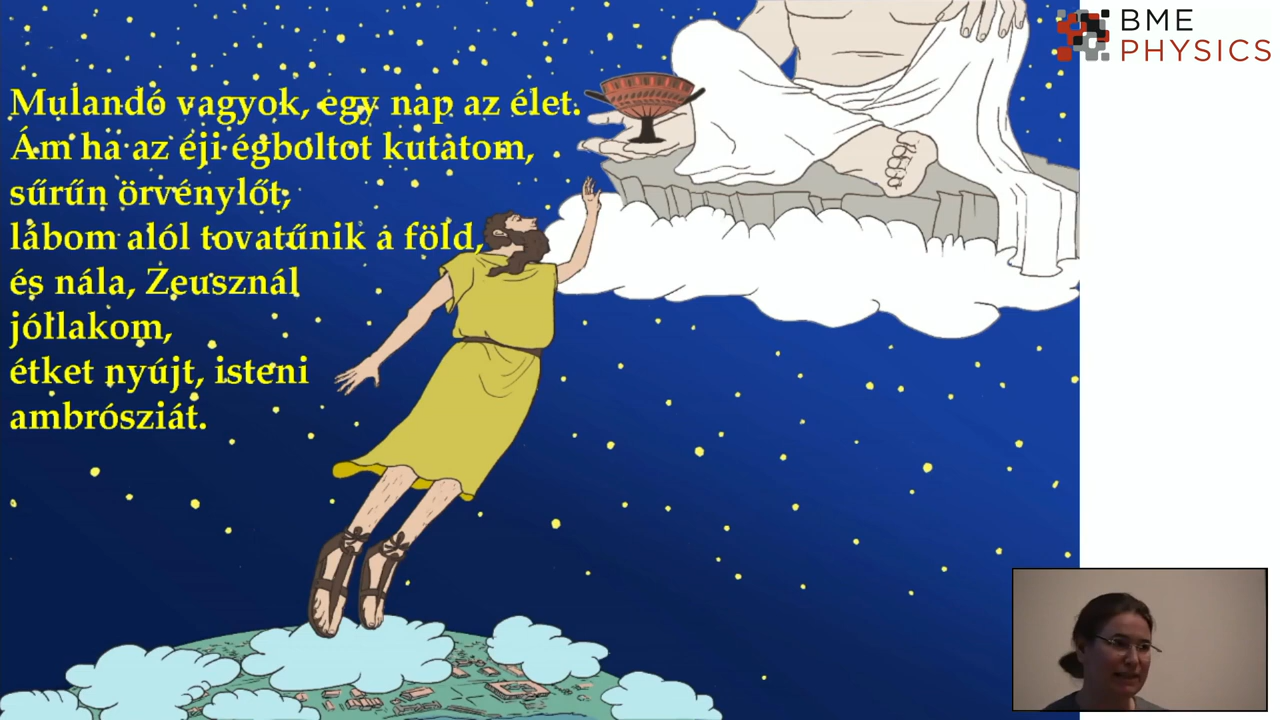 Mulandó vagyok, egy nap az élet.
Ám ha az éji égboltot kutatom,
sűrűn örvénylőt;
lábom alól tovatűnik a föld,
és nála, Zeusznál
jóllakom,
étket nyújt, isteni
ambrósziát.
BME
PHYSICS